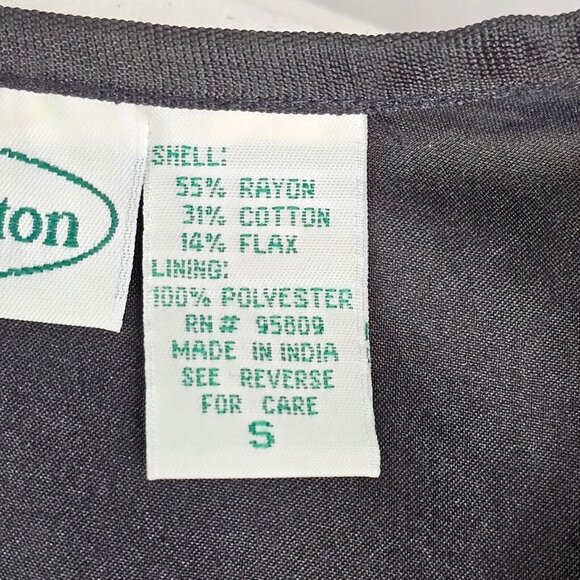 ton
SHELL:
55% RAYON
31% COTTON
14% FLAX
LINING:
100% POLYESTER
RN# 95809
MADE IN INDIA
SEE REVERSE
FOR CARE
S